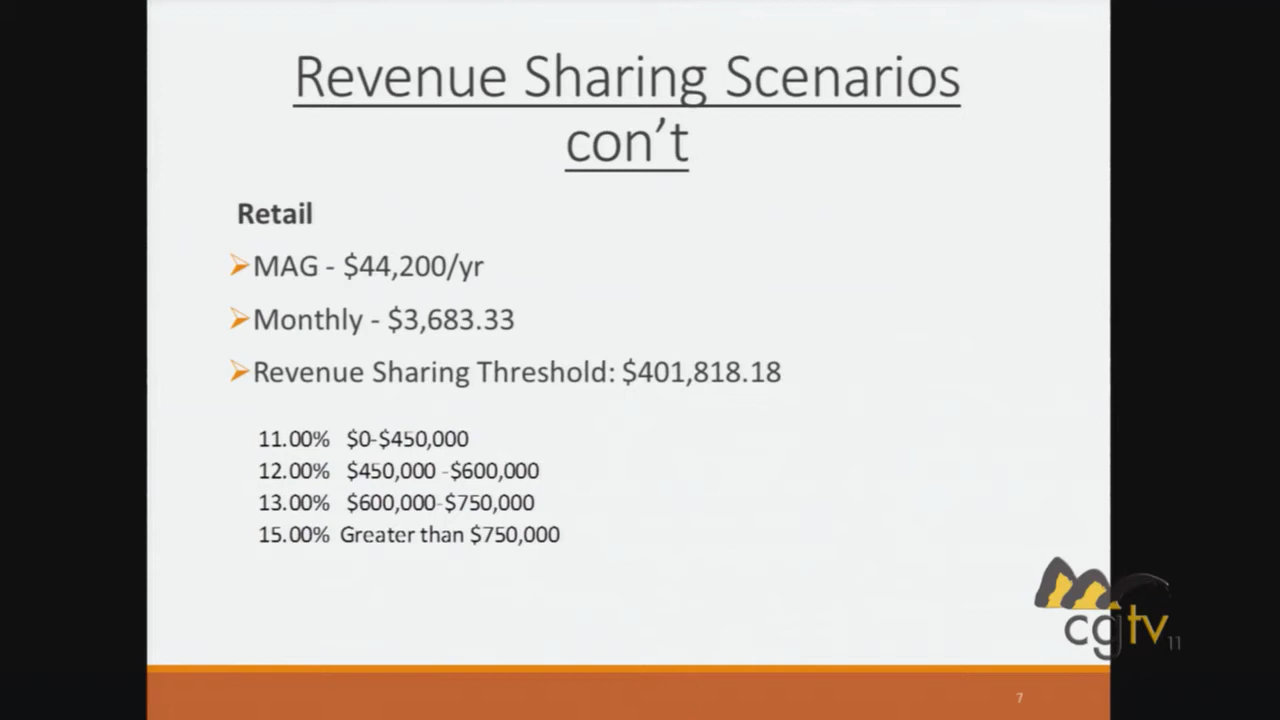 Revenue Sharing Scenarios
con't
Retail
MAG - $44,200/yr
Monthly - $3,683.33
Revenue Sharing Threshold: $401,818.18
11.00% $0-$450,000
12.00% $450,000 -$600,000
13.00% $600,000-$750,000
15.00% Greater than $750,000
cgtv 11
7